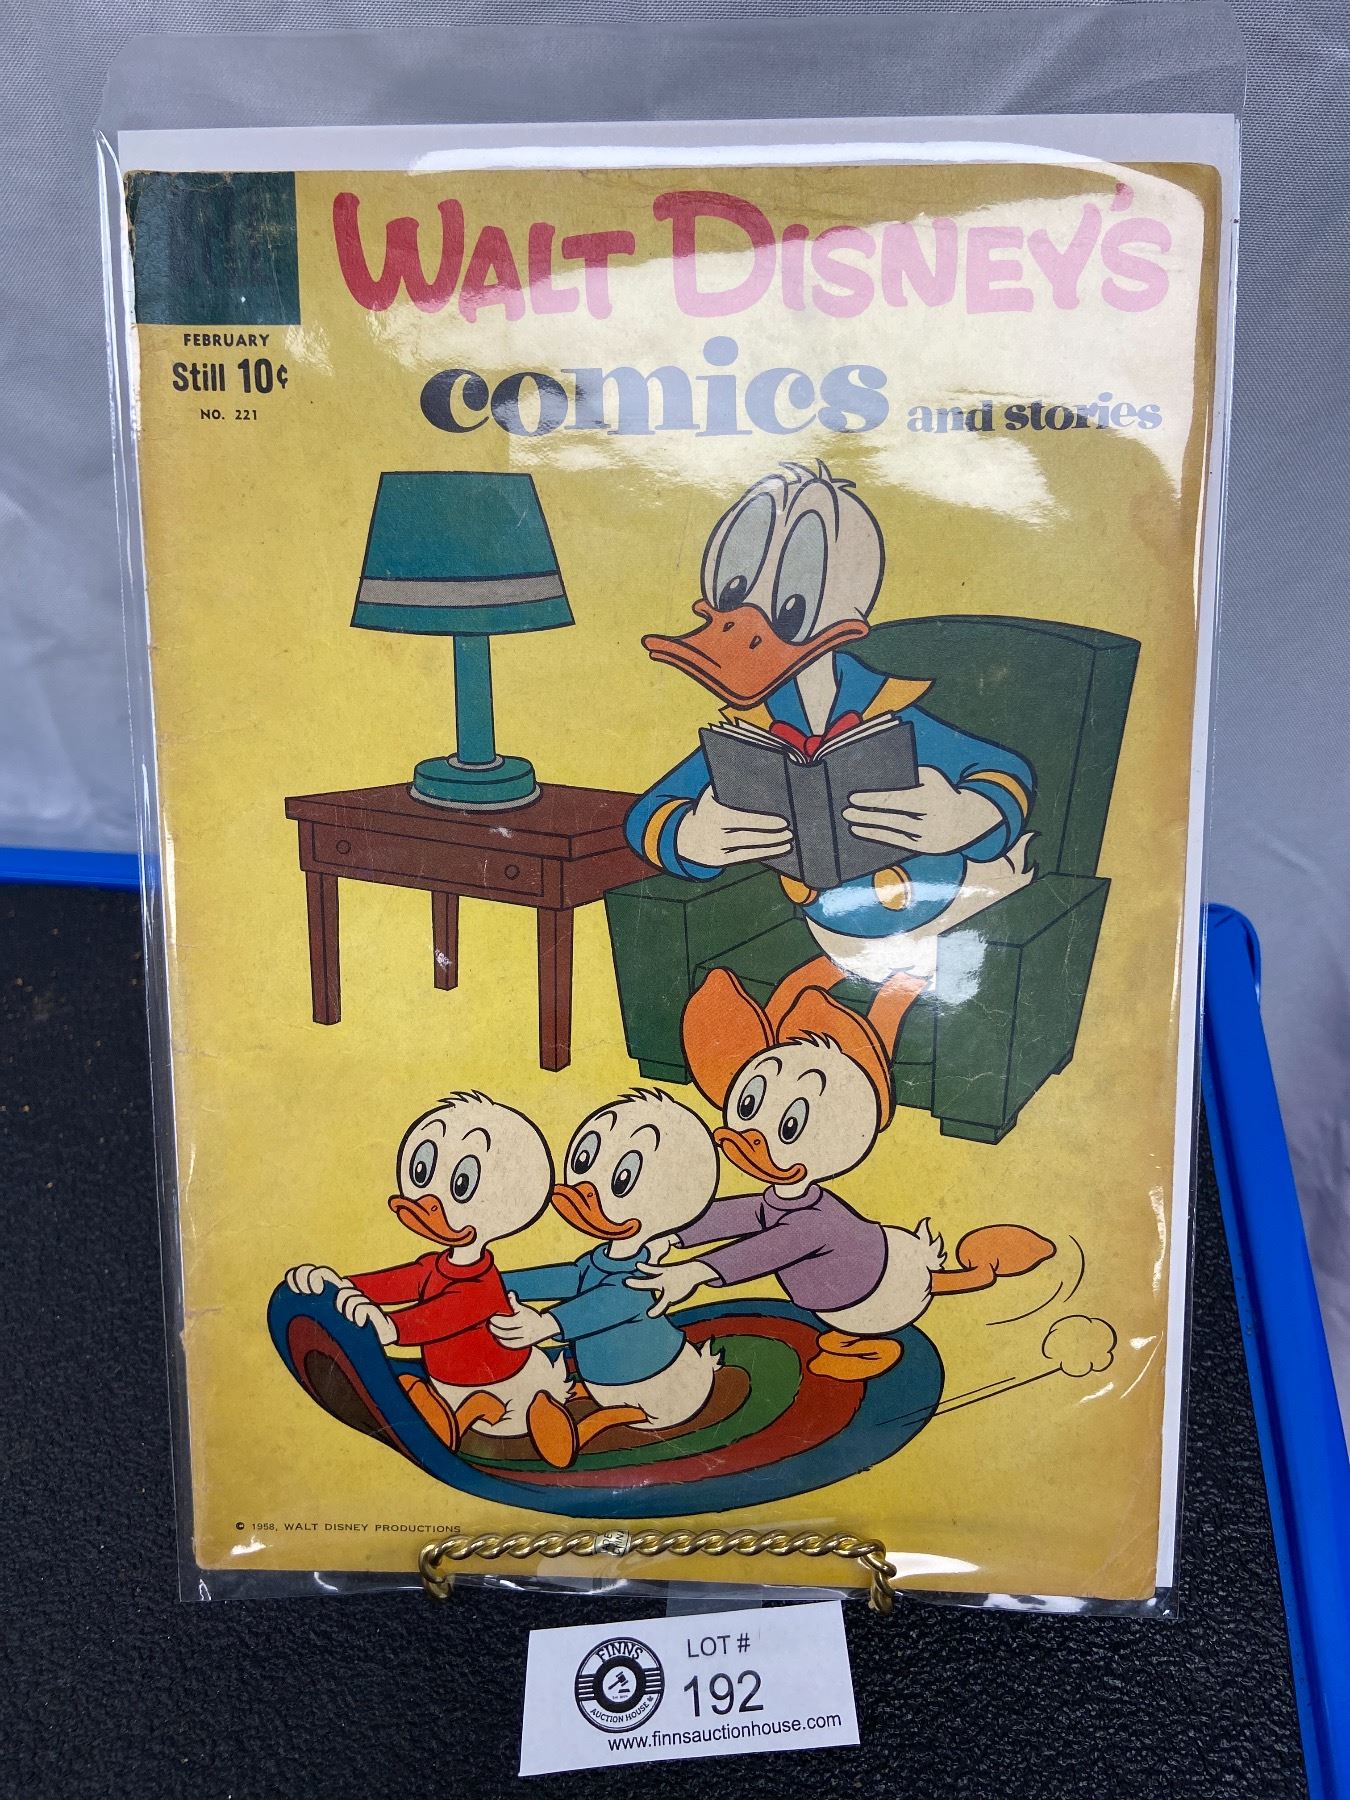 WALT DISNEY'S
FEBRUARY
Still 10¢
NO. 221
comics and stories
© 1958, WALT DISNEY PRODUCTIONS
FINNS
AUCTION HOUSE
LOT #
192
www.finnsauctionhouse.com